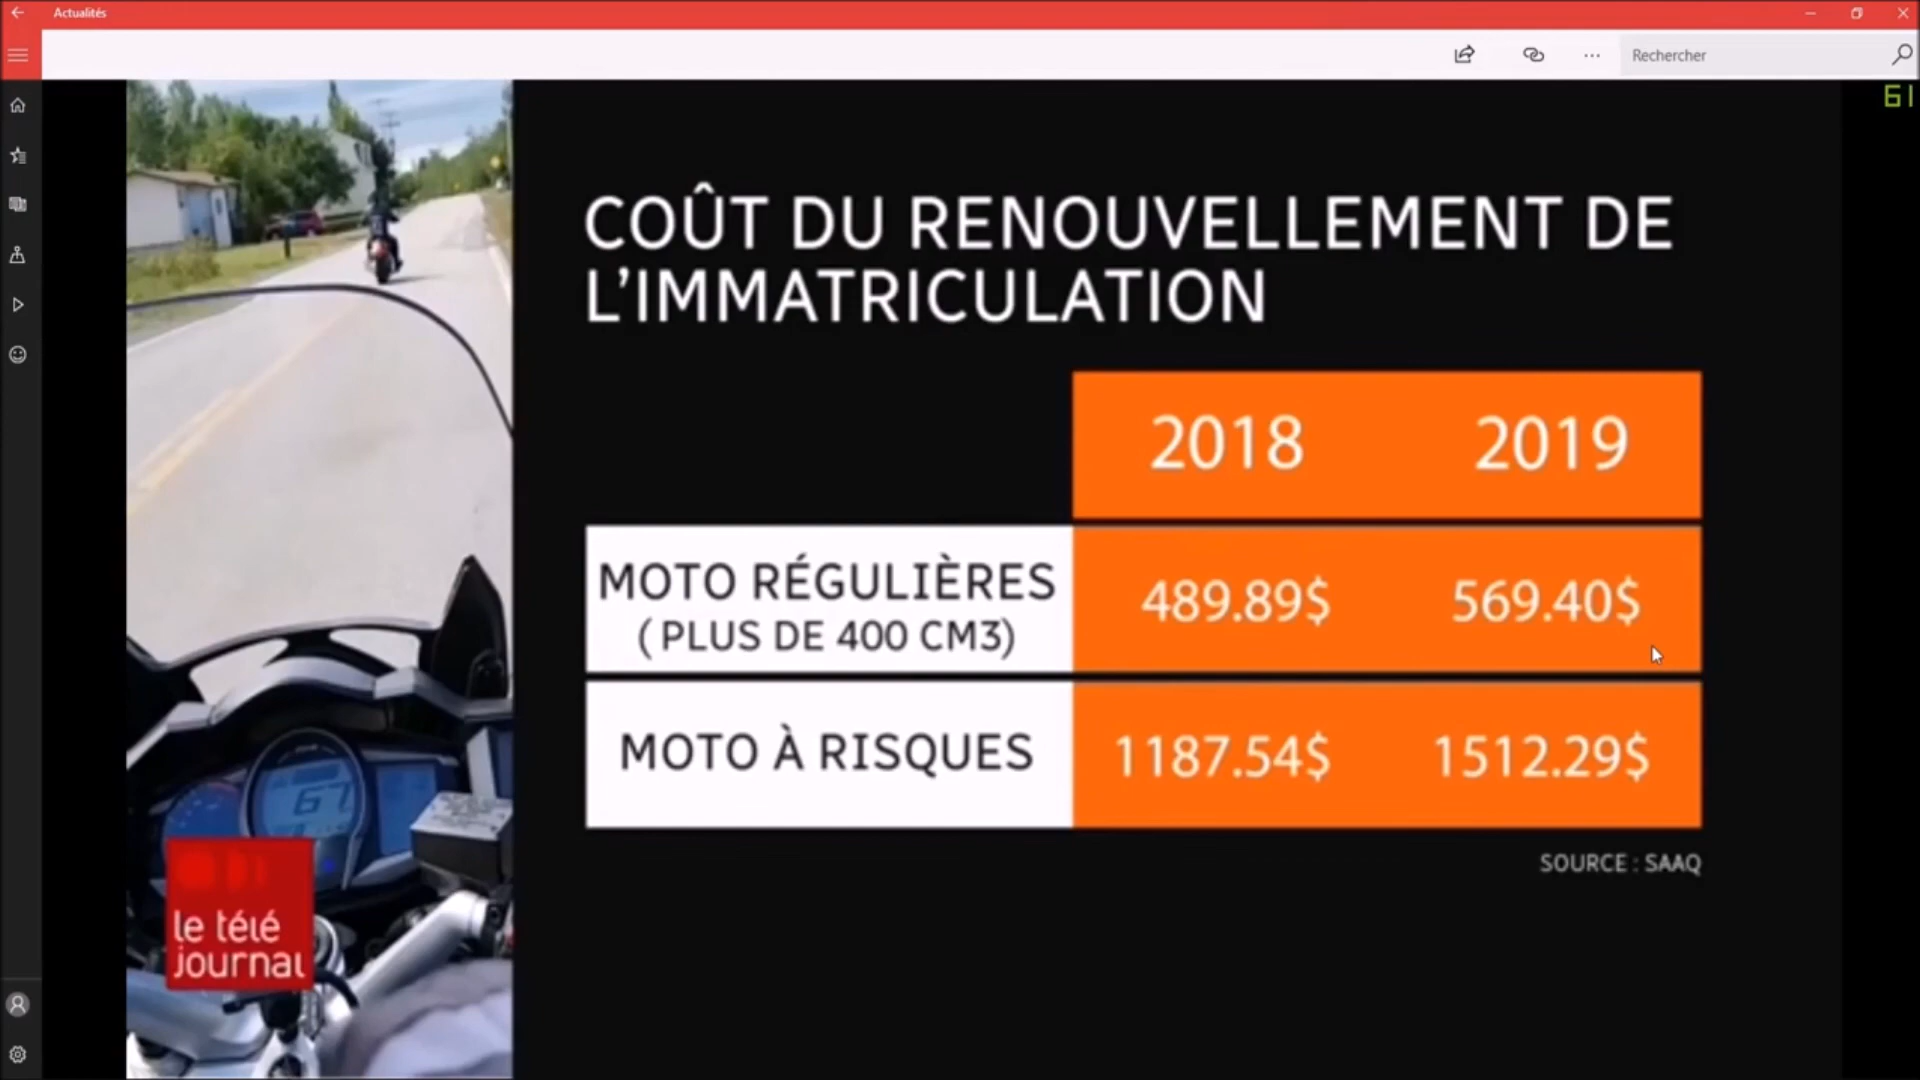 Actualités
Rechercher
61
COÛT DU RENOUVELLEMENT DE
L'IMMATRICULATION
2018 2019
MOTO RÉGULIÈRES
( PLUS DE 400 CM3)
489.89$ 569.40$
MOTO À RISQUES
1187.54$ 1512.29$
SOURCE : SAAQ
67
le télé
journal